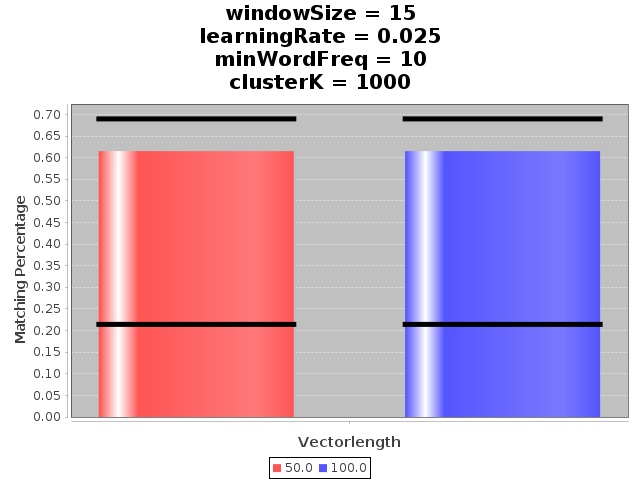 windowSize = 15
learningRate = 0.025
minWordFreq = 10
clusterK = 1000
0.70
0.65
0.60
0.55
0.50
0.45
0.40
0.35
0.30
0.25
0.20
0.15
0.10
0.05
0.00
Matching Percentage
Vectorlength
50.0 100.0